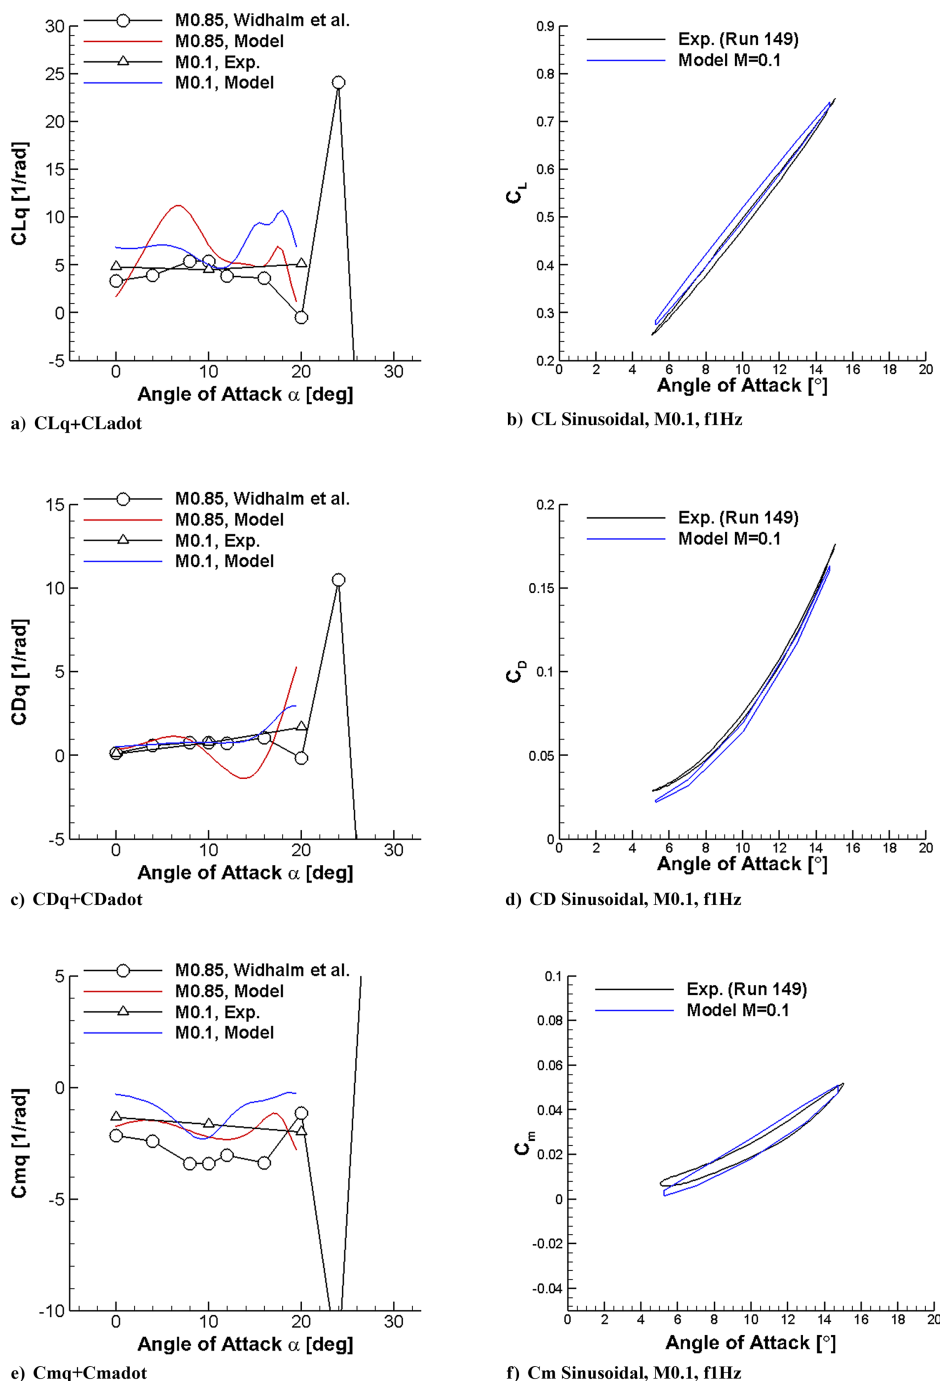 M0.85, Widhalm et al.
M0.85, Model
M0.1, Exp.
M0.1, Model
30
25
20
15
10
5
0
-5
CLq [1/rad]
0 10 20 30
Angle of Attack α [deg]
a) CLq+CLadot
Exp. (Run 149)
Model M=0.1
0.9
0.8
0.7
0.6
0.5
0.4
0.3
0.2
C_L
0 2 4 6 8 10 12 14 16 18 20
Angle of Attack [°]
b) CL Sinusoidal, M0.1, f1Hz
M0.85, Widhalm et al.
M0.85, Model
M0.1, Exp.
M0.1, Model
15
10
5
0
-5
CDq [1/rad]
0 10 20 30
Angle of Attack α [deg]
c) CDq+CDadot
Exp. (Run 149)
Model M=0.1
0.2
0.15
0.1
0.05
0
C_D
0 2 4 6 8 10 12 14 16 18 20
Angle of Attack [°]
d) CD Sinusoidal, M0.1, f1Hz
M0.85, Widhalm et al.
M0.85, Model
M0.1, Exp.
M0.1, Model
5
0
-5
-10
Cmq [1/rad]
0 10 20 30
Angle of Attack α [deg]
e) Cmq+Cmadot
Exp. (Run 149)
Model M=0.1
0.1
0.08
0.06
0.04
0.02
0
-0.02
-0.04
C_m
0 2 4 6 8 10 12 14 16 18 20
Angle of Attack [°]
f) Cm Sinusoidal, M0.1, f1Hz